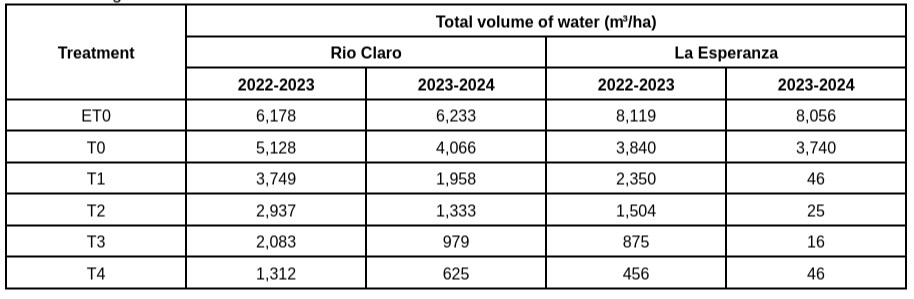 Total volume of water (m³/ha)
Treatment
Rio Claro La Esperanza
2022-2023 2023-2024 2022-2023 2023-2024
ET0 6,178 6,233 8,119 8,056
T0 5,128 4,066 3,840 3,740
T1 3,749 1,958 2,350 46
T2 2,937 1,333 1,504 25
T3 2,083 979 875 16
T4 1,312 625 456 46